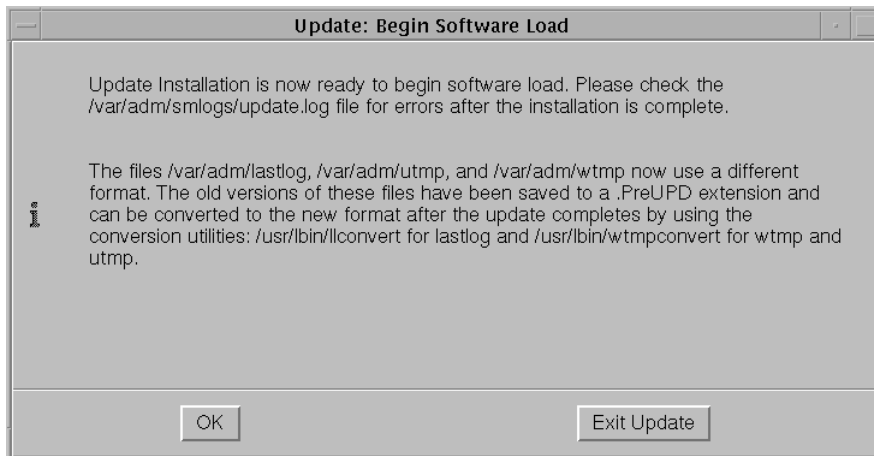 Update: Begin Software Load
Update Installation is now ready to begin software load. Please check the
/var/adm/smlogs/update.log file for errors after the installation is complete.
The files /var/adm/lastlog, /var/adm/utmp, and /var/adm/wtmp now use a different
format. The old versions of these files have been saved to a .PreUPD extension and
can be converted to the new format after the update completes by using the
conversion utilities: /usr/lbin/llconvert for lastlog and /usr/lbin/wtmpconvert for wtmp and
utmp.
OK
Exit Update